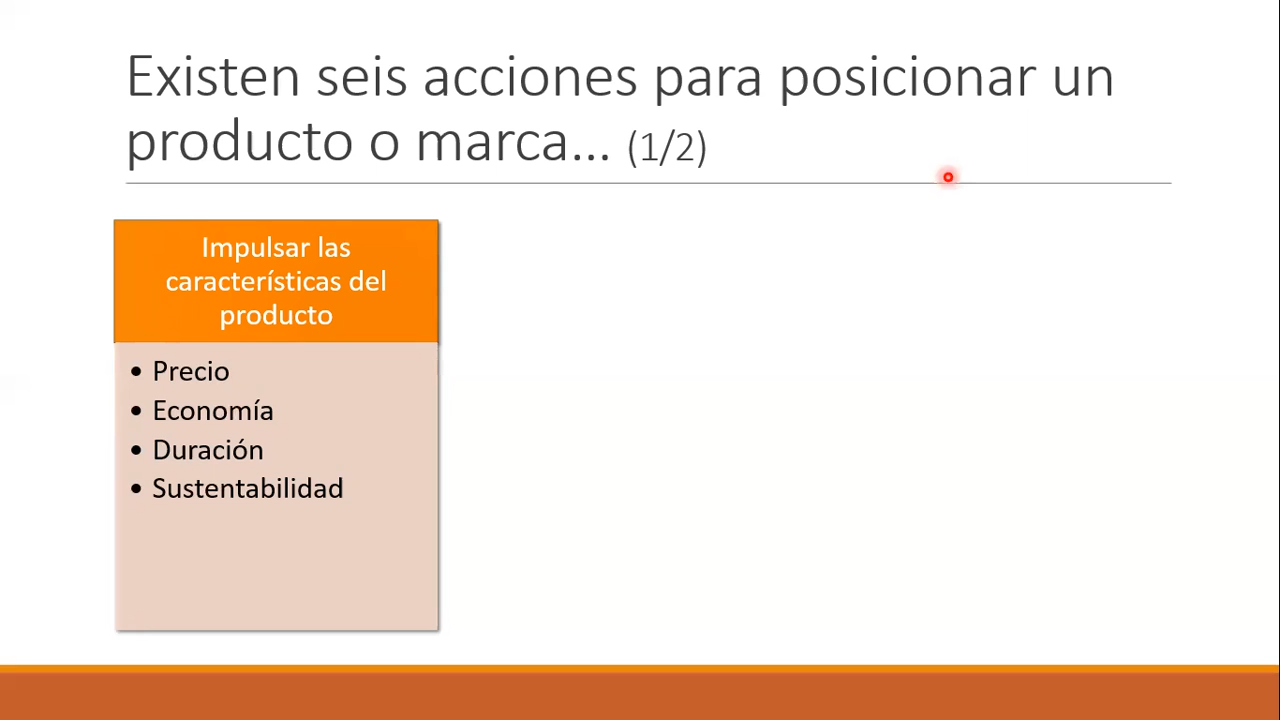 Existen seis acciones para posicionar un
producto o marca... (1/2)
Impulsar las
características del
producto
• Precio
• Economía
• Duración
• Sustentabilidad